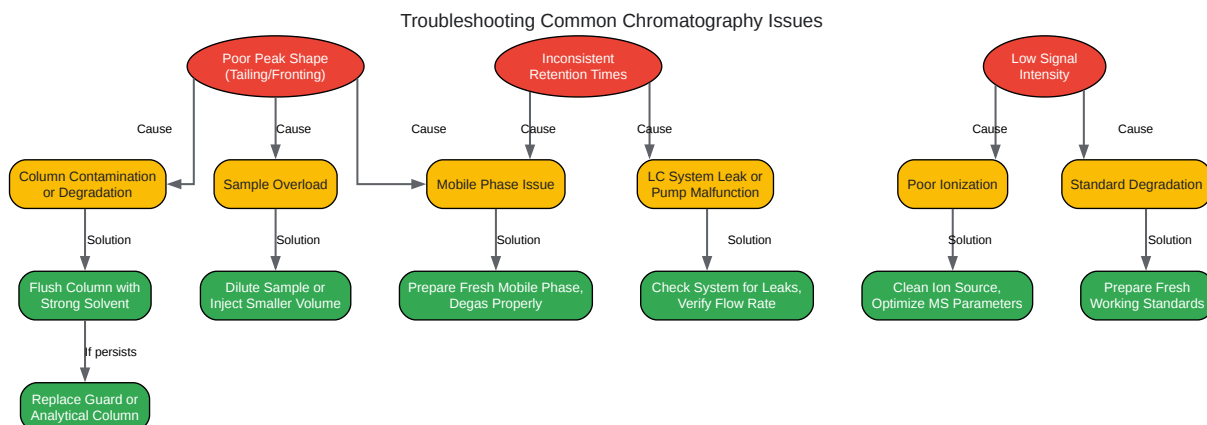 Troubleshooting Common Chromatography Issues
Poor Peak Shape
(Tailing/Fronting)
Inconsistent
Retention Times
Low Signal
Intensity
Cause
Cause
Cause
Cause
Cause
Cause
Cause
Column Contamination
or Degradation
Sample Overload
Mobile Phase Issue
LC System Leak or
Pump Malfunction
Poor Ionization
Standard Degradation
Solution
Solution
Solution
Solution
Solution
Solution
Flush Column with
Strong Solvent
Dilute Sample or
Inject Smaller Volume
Prepare Fresh Mobile Phase,
Degas Properly
Check System for Leaks,
Verify Flow Rate
Clean Ion Source,
Optimize MS Parameters
Prepare Fresh
Working Standards
If persists
Replace Guard or
Analytical Column